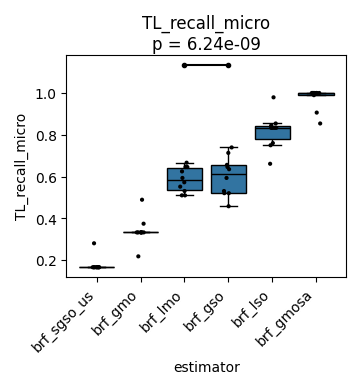 TL_recall_micro
p = 6.24e-09
TL_recall_micro
1.0
0.8
0.6
0.4
0.2
brf_sgso_us
brf_gmo
brf_lmo
brf_gso
brf_lso
brf_gmosa
estimator